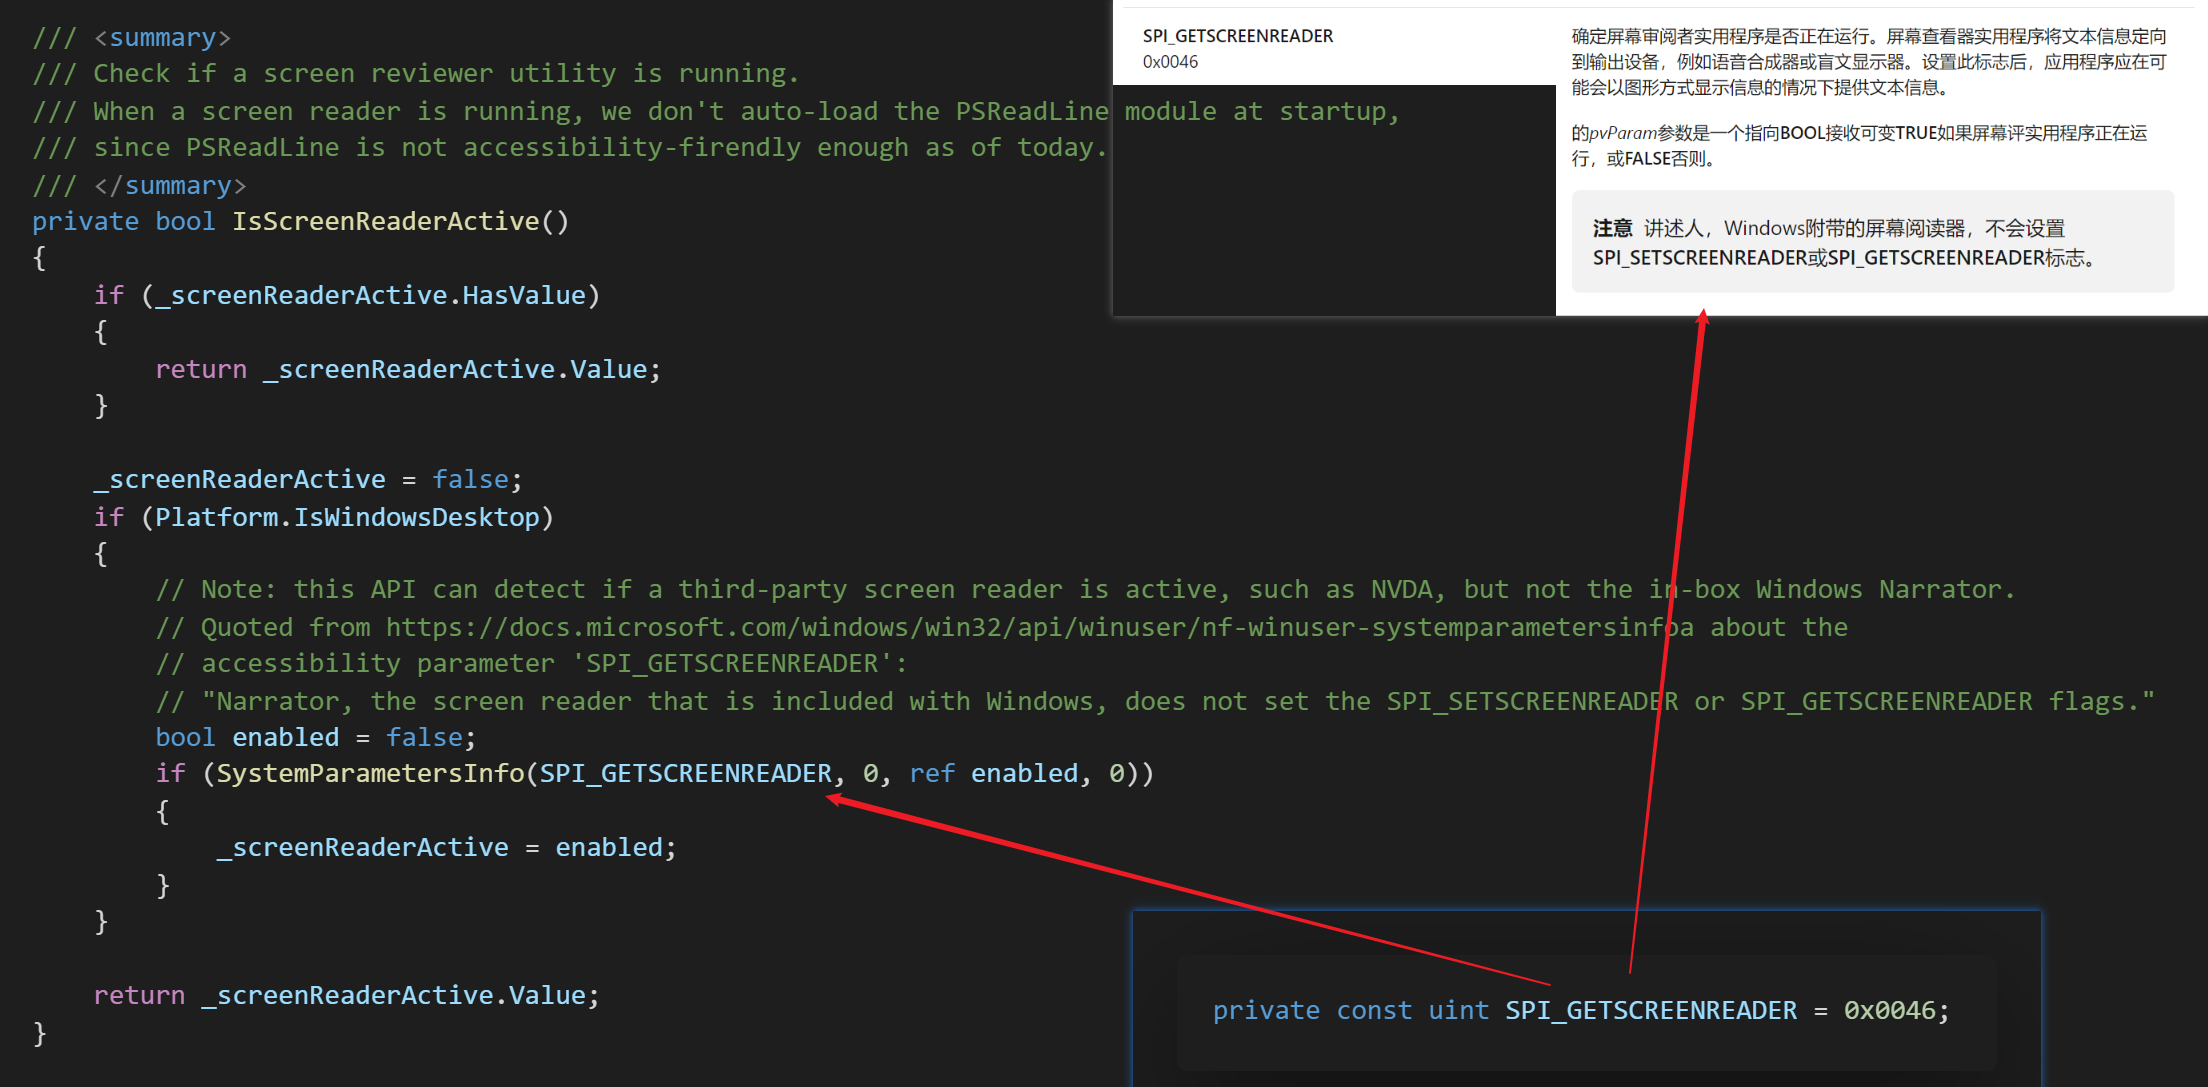 /// <summary>
/// Check if a screen reviewer utility is running.
/// When a screen reader is running, we don't auto-load the PSReadLine module at startup,
/// since PSReadLine is not accessibility-firendly enough as of today.
/// </summary>
private bool IsScreenReaderActive()
{
    if (_screenReaderActive.HasValue)
    {
        return _screenReaderActive.Value;
    }

    _screenReaderActive = false;
    if (Platform.IsWindowsDesktop)
    {
        // Note: this API can detect if a third-party screen reader is active, such as NVDA, but not the in-box Windows Narrator.
        // Quoted from https://docs.microsoft.com/windows/win32/api/winuser/nf-winuser-systemparametersinfoa about the
        // accessibility parameter 'SPI_GETSCREENREADER':
        // "Narrator, the screen reader that is included with Windows, does not set the SPI_SETSCREENREADER or SPI_GETSCREENREADER flags."
        bool enabled = false;
        if (SystemParametersInfo(SPI_GETSCREENREADER, 0, ref enabled, 0))
        {
            _screenReaderActive = enabled;
        }
    }

    return _screenReaderActive.Value;
}
SPI_GETSCREENREADER
0x0046
确定屏幕审阅者实用程序是否正在运行。屏幕查看器实用程序将文本信息定向
到输出设备，例如语音合成器或盲文显示器。设置此标志后，应用程序应在可
能会以图形方式显示信息的情况下提供文本信息。
的pvParam参数是一个指向BOOL接收可变TRUE如果屏幕评实用程序正在运
行，或FALSE否则。
注意 讲述人，Windows附带的屏幕阅读器，不会设置
SPI_SETSCREENREADER或SPI_GETSCREENREADER标志。
private const uint SPI_GETSCREENREADER = 0x0046;